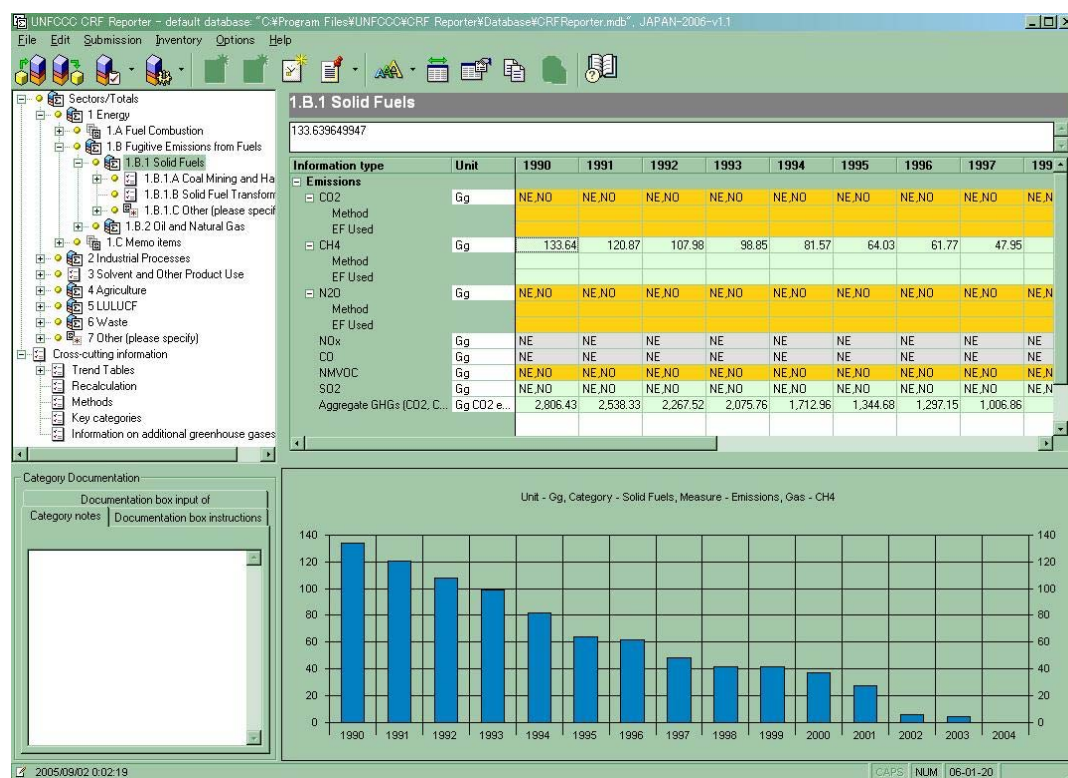 UNFCCC CRF Reporter - default database: "C:¥Program Files¥UNFCCC¥CRF Reporter¥Database¥CRFReporter.mdb", JAPAN-2006-v1.1
File Edit Submission Inventory Options Help
Sectors/Totals
1 Energy
1.A Fuel Combustion
1.B Fugitive Emissions from Fuels
1.B.1 Solid Fuels
1.B.1.A Coal Mining and Ha
1.B.1.B Solid Fuel Transform
1.B.1.C Other (please specif
1.B.2 Oil and Natural Gas
1.C Memo items
2 Industrial Processes
3 Solvent and Other Product Use
4 Agriculture
5 LULUCF
6 Waste
7 Other (please specify)
Cross-cutting information
Trend Tables
Recalculation
Methods
Key categories
Information on additional greenhouse gases
1.B.1 Solid Fuels
133.639649947
Information type Unit 1990 1991 1992 1993 1994 1995 1996 1997 199
Emissions
CO2 Gg NE,NO NE,NO NE,NO NE,NO NE,NO NE,NO NE,NO NE,NO NE,N
Method
EF Used
CH4 Gg 133.64 120.87 107.98 98.85 81.57 64.03 61.77 47.95
Method
EF Used
N2O Gg NE,NO NE,NO NE,NO NE,NO NE,NO NE,NO NE,NO NE,NO NE,N
Method
EF Used
NOx Gg NE NE NE NE NE NE NE NE NE
CO Gg NE NE NE NE NE NE NE NE NE
NMVOC Gg NE,NO NE,NO NE,NO NE,NO NE,NO NE,NO NE,NO NE,NO NE,N
SO2 Gg NE,NO NE,NO NE,NO NE,NO NE,NO NE,NO NE,NO NE,NO NE,N
Aggregate GHGs (CO2, C... Gg CO2 e... 2,806.43 2,538.33 2,267.52 2,075.76 1,712.96 1,344.68 1,297.15 1,006.86
Category Documentation
Documentation box input of
Category notes Documentation box instructions
Unit - Gg, Category - Solid Fuels, Measure - Emissions, Gas - CH4
140 140
120 120
100 100
80 80
60 60
40 40
20 20
0 0
1990 1991 1992 1993 1994 1995 1996 1997 1998 1999 2000 2001 2002 2003 2004
2005/09/02 0:02:19 CAPS NUM 06-01-20